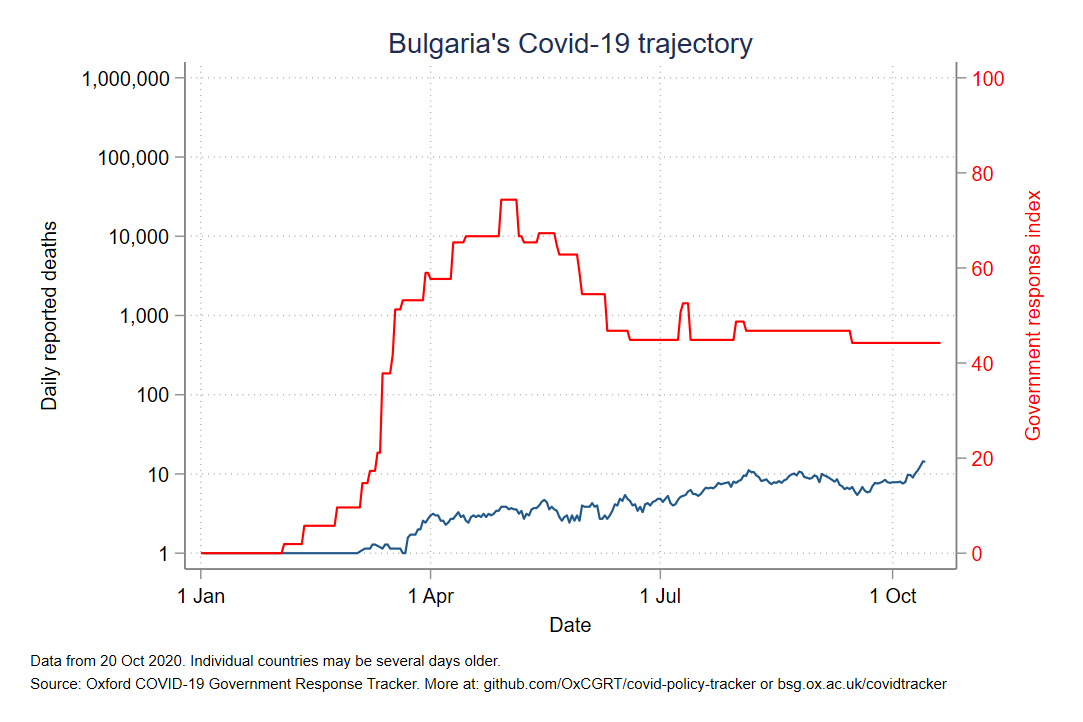 Bulgaria's Covid-19 trajectory
Daily reported deaths
1,000,000
100,000
10,000
1,000
100
10
1
100
80
60
40
20
0
Government response index
1 Jan
1 Apr
1 Jul
1 Oct
Date
Data from 20 Oct 2020. Individual countries may be several days older.
Source: Oxford COVID-19 Government Response Tracker. More at: github.com/OxCGRT/covid-policy-tracker or bsg.ox.ac.uk/covidtracker